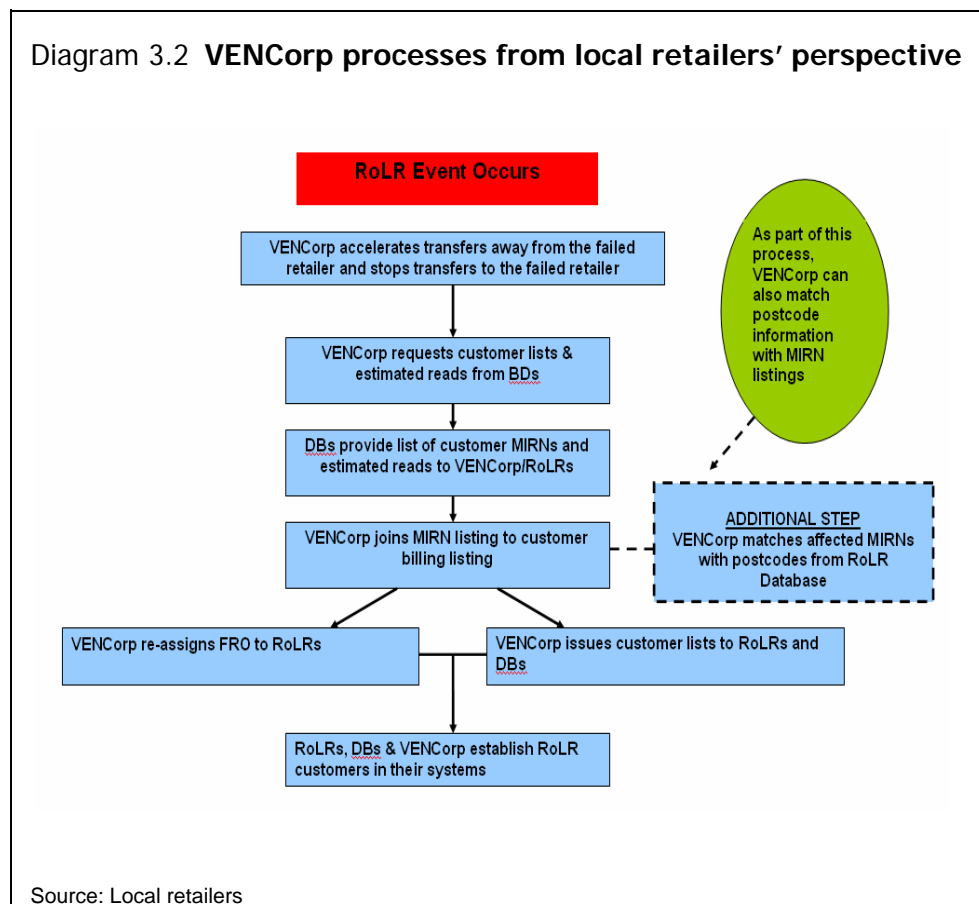 Diagram 3.2 VENCorp processes from local retailers’ perspective
RoLR Event Occurs
VENCorp accelerates transfers away from the failed
retailer and stops transfers to the failed retailer
As part of this
process,
VENCorp can
also match
postcode
information
with MIRN
listings
VENCorp requests customer lists &
estimated reads from BDs
DBs provide list of customer MIRNs and
estimated reads to VENCorp/RoLRs
ADDITIONAL STEP
VENCorp matches affected MIRNs
with postcodes from RoLR
Database
VENCorp joins MIRN listing to customer
billing listing
VENCorp re-assigns FRO to RoLRs
VENCorp issues customer lists to RoLRs and
DBs
RoLRs, DBs & VENCorp establish RoLR
customers in their systems
Source: Local retailers